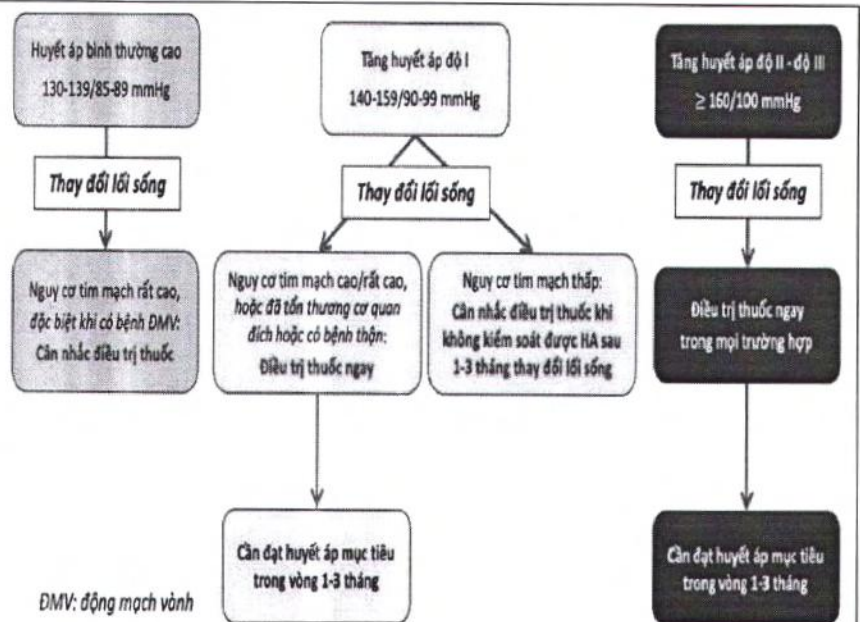 Huyết áp bình thường cao
130-139/85-89 mmHg
Thay đổi lối sống
Nguy cơ tim mạch rất cao,
độc biệt khi có bệnh ĐMV:
Cân nhắc điều trị thuốc
Tăng huyết áp độ I
140-159/90-99 mmHg
Thay đổi lối sống
Nguy cơ tim mạch cao/rất cao,
hoặc đã tổn thương cơ quan
đích hoặc có bệnh thận:
Điều trị thuốc ngay
Nguy cơ tim mạch thấp:
Cân nhắc điều trị thuốc khi
không kiểm soát được HA sau
1-3 tháng thay đổi lối sống
Cần đạt huyết áp mục tiêu
trong vòng 1-3 tháng
Tăng huyết áp độ II - độ III
≥ 160/100 mmHg
Thay đổi lối sống
Điều trị thuốc ngay
trong mọi trường hợp
Cần đạt huyết áp mục tiêu
trong vòng 1-3 tháng
ĐMV: động mạch vành